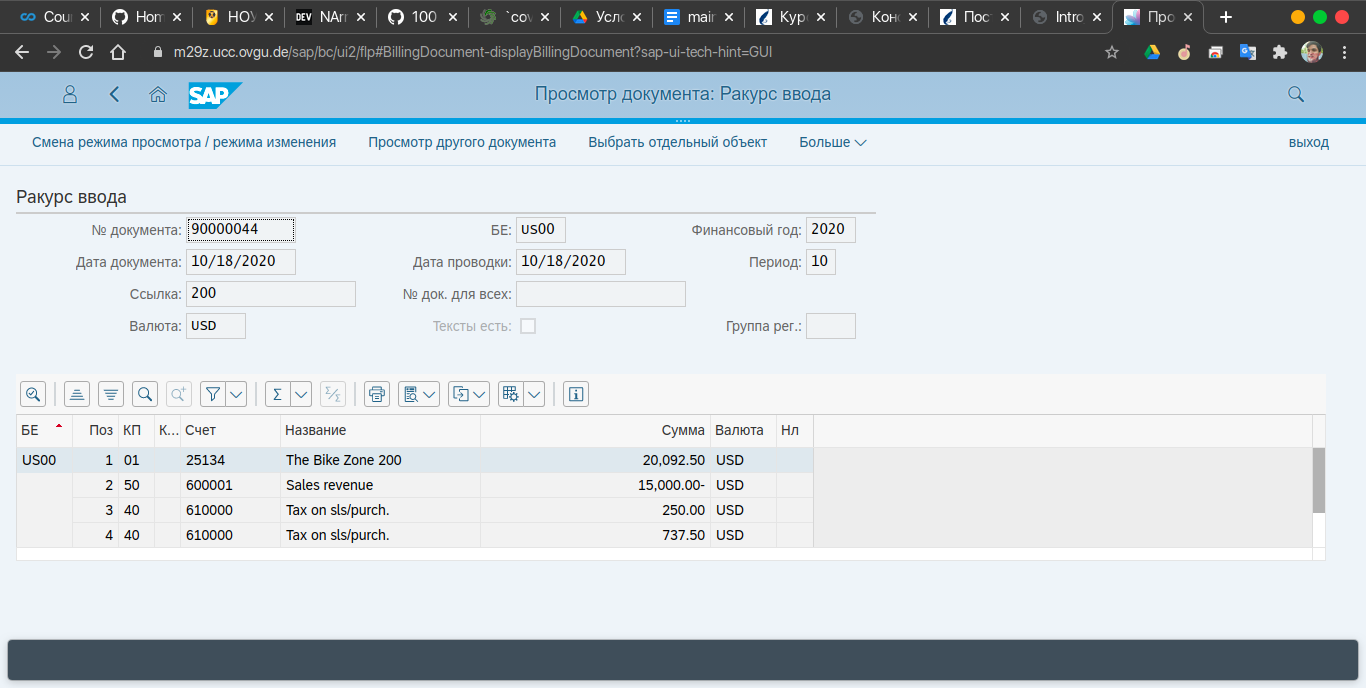 Cou
Hom
НОУ
DEV NArr
100
`cov
Усл
mair
Кур
Кон
Пос
Intro
Про
m29z.ucc.ovgu.de/sap/bc/ui2/flp#BillingDocument-displayBillingDocument?sap-ui-tech-hint=GUI
SAP Просмотр документа: Ракурс ввода
Смена режима просмотра / режима изменения Просмотр другого документа Выбрать отдельный объект Больше выход
Ракурс ввода
№ документа: 90000044 БЕ: US00 Финансовый год: 2020
Дата документа: 10/18/2020 Дата проводки: 10/18/2020 Период: 10
Ссылка: 200 № док. для всех:
Валюта: USD Тексты есть: Группа рег.:
БЕ Поз КП К... Счет Название Сумма Валюта Нл
US00 1 01 25134 The Bike Zone 200 20,092.50 USD
2 50 600001 Sales revenue 15,000.00- USD
3 40 610000 Tax on sls/purch. 250.00 USD
4 40 610000 Tax on sls/purch. 737.50 USD